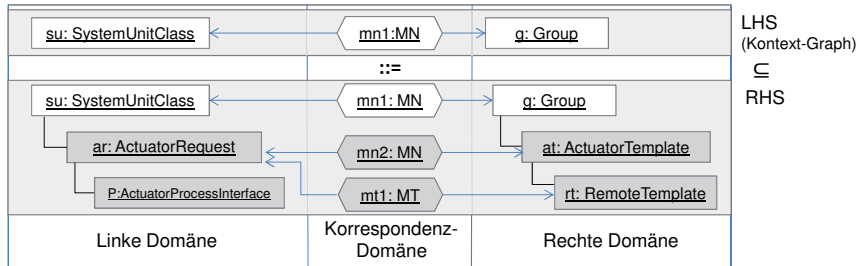 su: SystemUnitClass mn1:MN g: Group LHS
(Kontext-Graph)
::= ⊆
su: SystemUnitClass mn1: MN g: Group RHS
ar: ActuatorRequest mn2: MN at: ActuatorTemplate
P:ActuatorProcessInterface mt1: MT rt: RemoteTemplate
Linke Domäne Korrespondenz-
Domäne Rechte Domäne